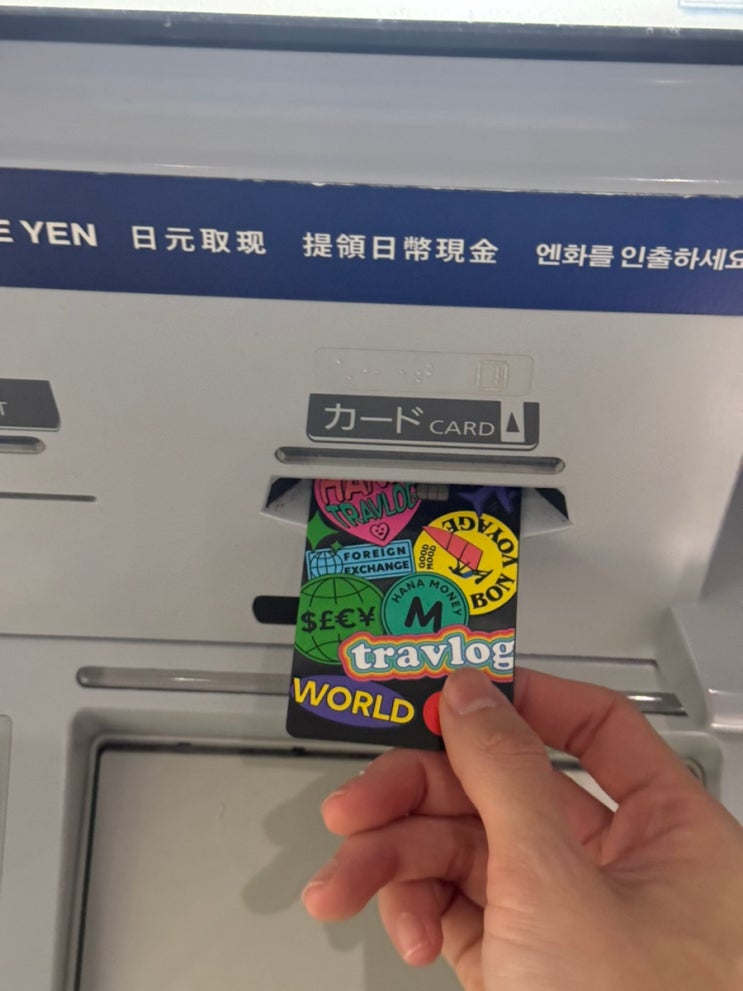 E YEN 日元取现 提領日幣現金 엔화를 인출하세요
T
カード CARD
HANA
TRAVLOG
FOREIGN
EXCHANGE
GOOD
MOOD
BON VOYAGE
$£€¥
HANA MONEY
M
travlog
WORLD